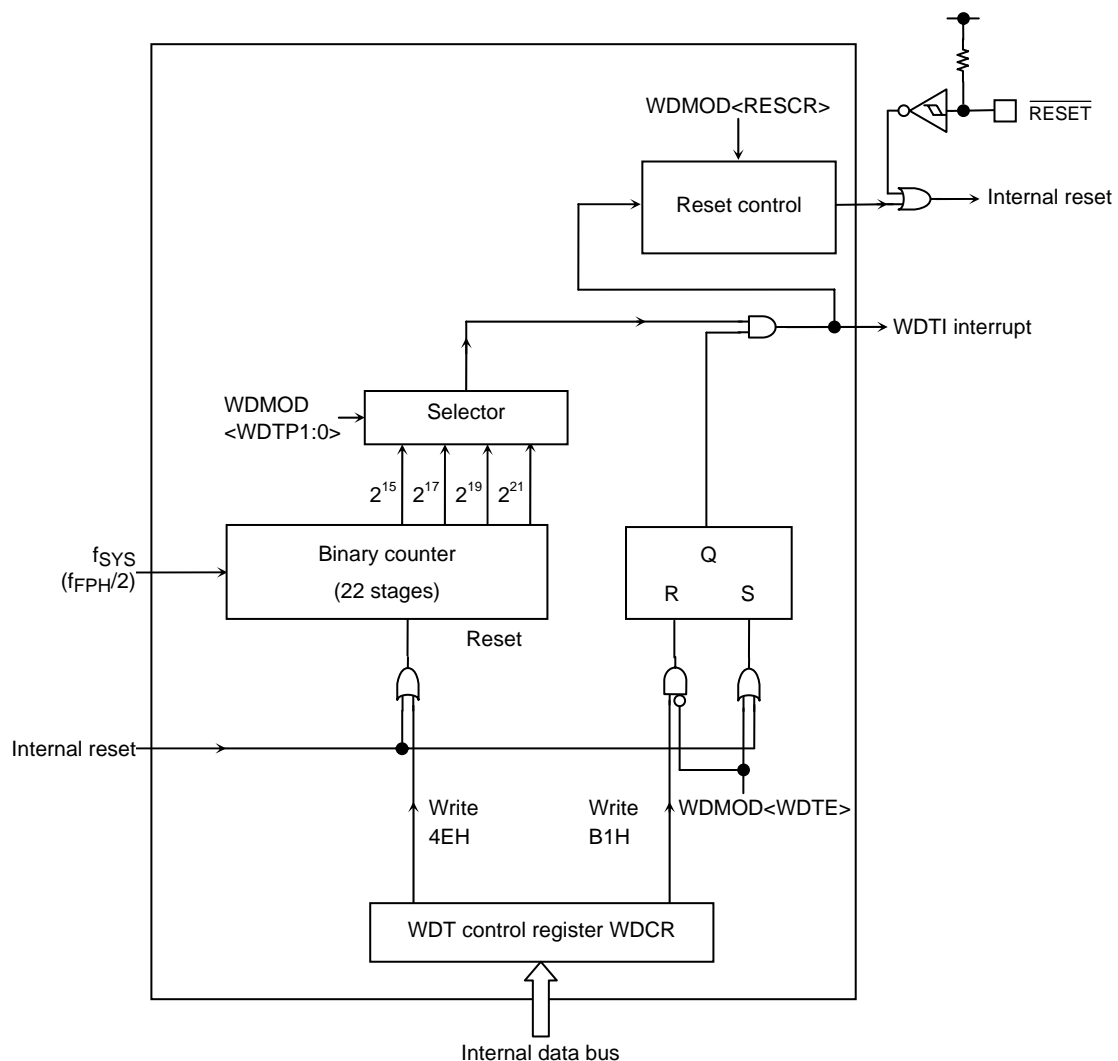 WDMOD<RESCR>
RESET
Reset control
Internal reset
WDTI interrupt
WDMOD
<WDTP1:0>
Selector
2^15 2^17 2^19 2^21
fSYS
(fFPH/2)
Binary counter
(22 stages)
Q
R S
Reset
Internal reset
Write
4EH
Write
B1H
WDMOD<WDTE>
WDT control register WDCR
Internal data bus